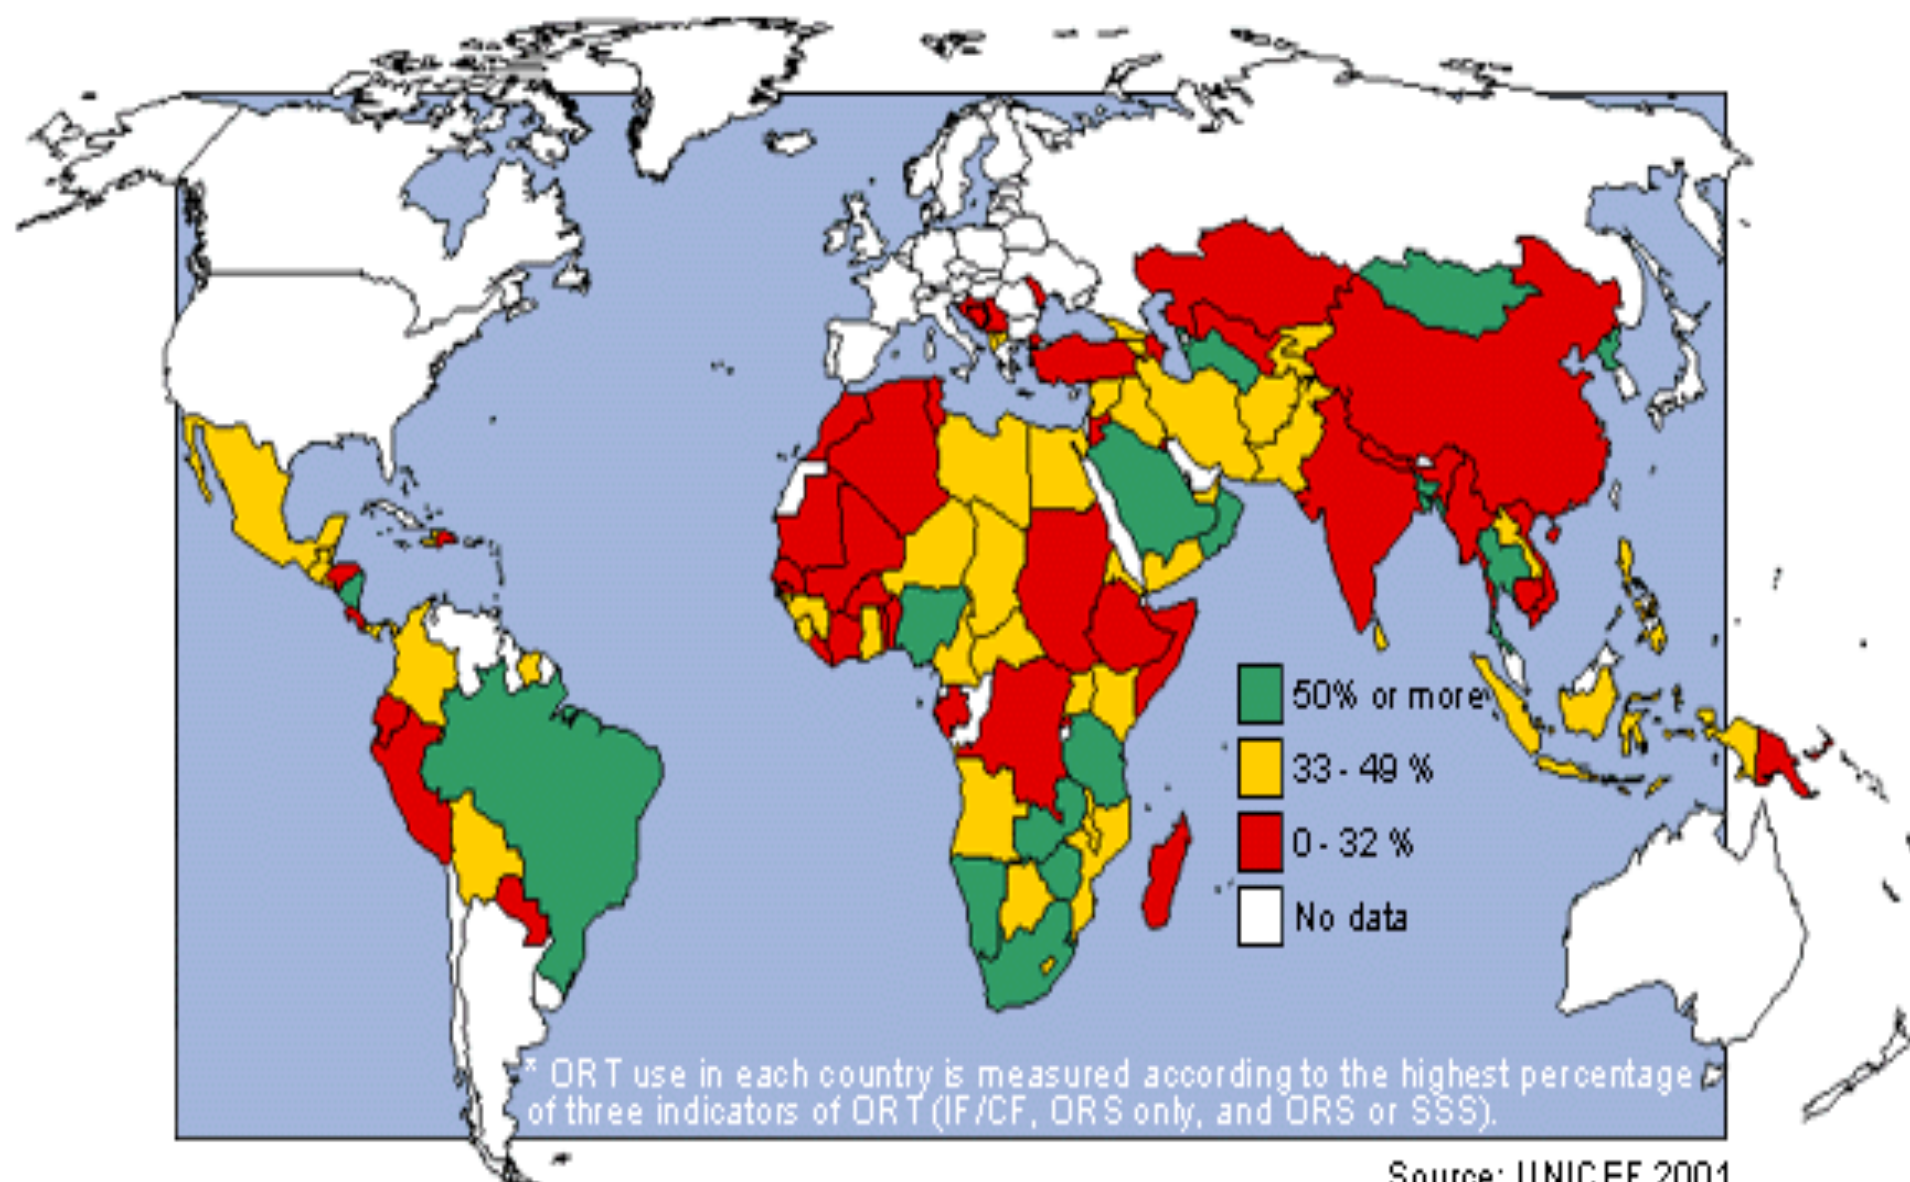 50% or more
33 - 49 %
0 - 32 %
No data
* ORT use in each country is measured according to the highest percentage
of three indicators of ORT (IF/CF, ORS only, and ORS or SSS).
Source: UNICEF 2001